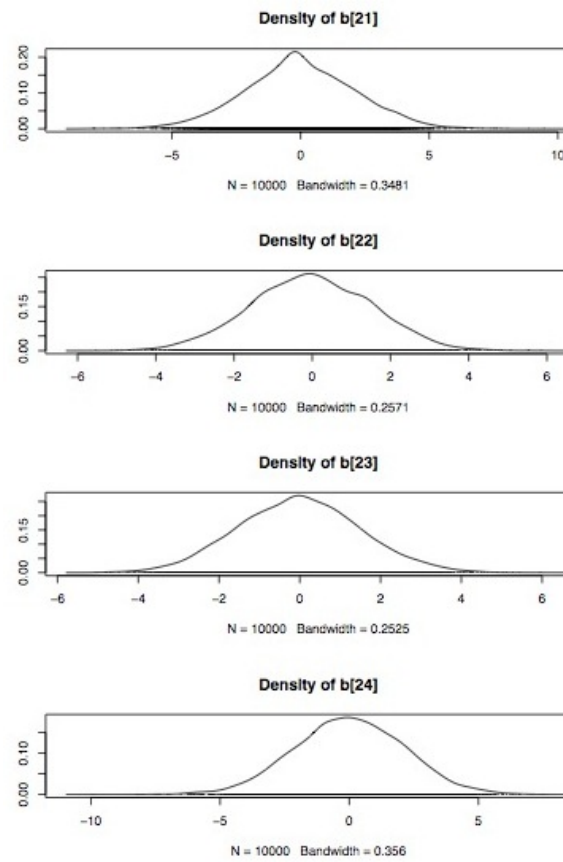 Density of b[21]
0.00 0.10 0.20
-5 0 5 10
N = 10000 Bandwidth = 0.3481
Density of b[22]
0.00 0.15
-6 -4 -2 0 2 4 6
N = 10000 Bandwidth = 0.2571
Density of b[23]
0.00 0.15
-6 -4 -2 0 2 4 6
N = 10000 Bandwidth = 0.2525
Density of b[24]
0.00 0.10
-10 -5 0 5
N = 10000 Bandwidth = 0.356